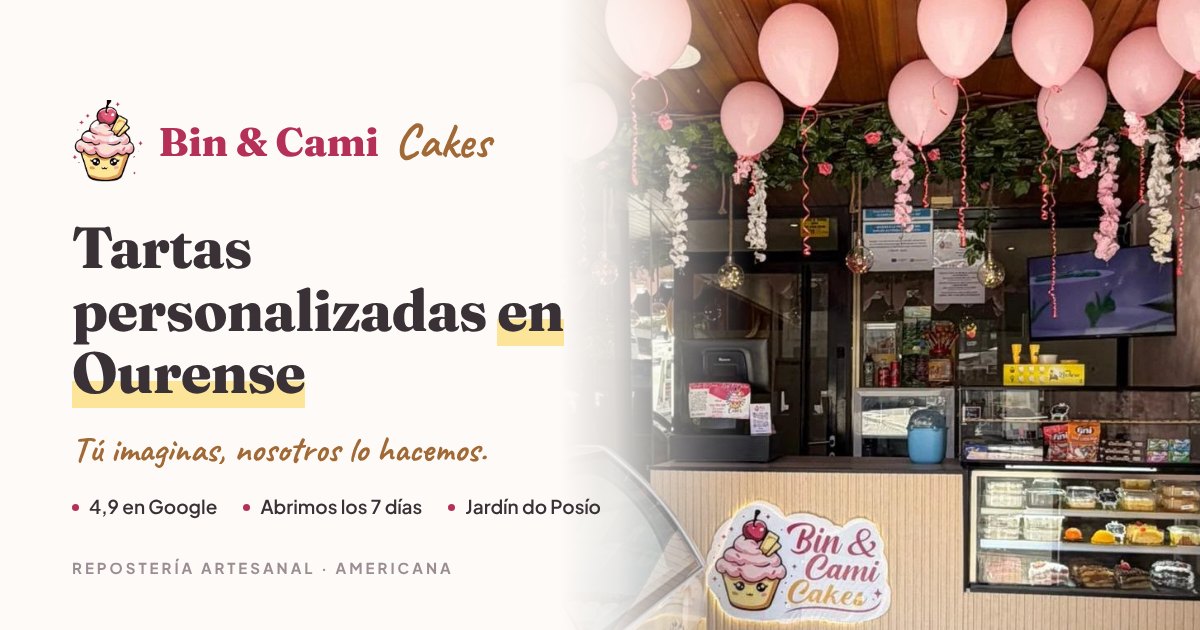 Bin & Cami Cakes
Tartas
personalizadas en
Ourense
Tú imaginas, nosotros lo hacemos.
4,9 en Google
Abrimos los 7 días
Jardín do Posío
REPOSTERÍA ARTESANAL · AMERICANA
fini
Bin &
Cami
Cakes